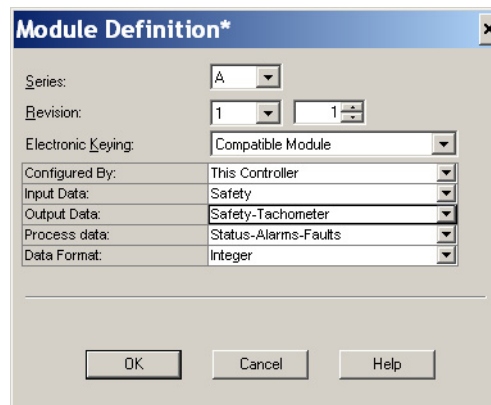 Module Definition*
Series: A
Revision: 1 1
Electronic Keying: Compatible Module
Configured By: This Controller
Input Data: Safety
Output Data: Safety-Tachometer
Process data: Status-Alarms-Faults
Data Format: Integer
OK Cancel Help